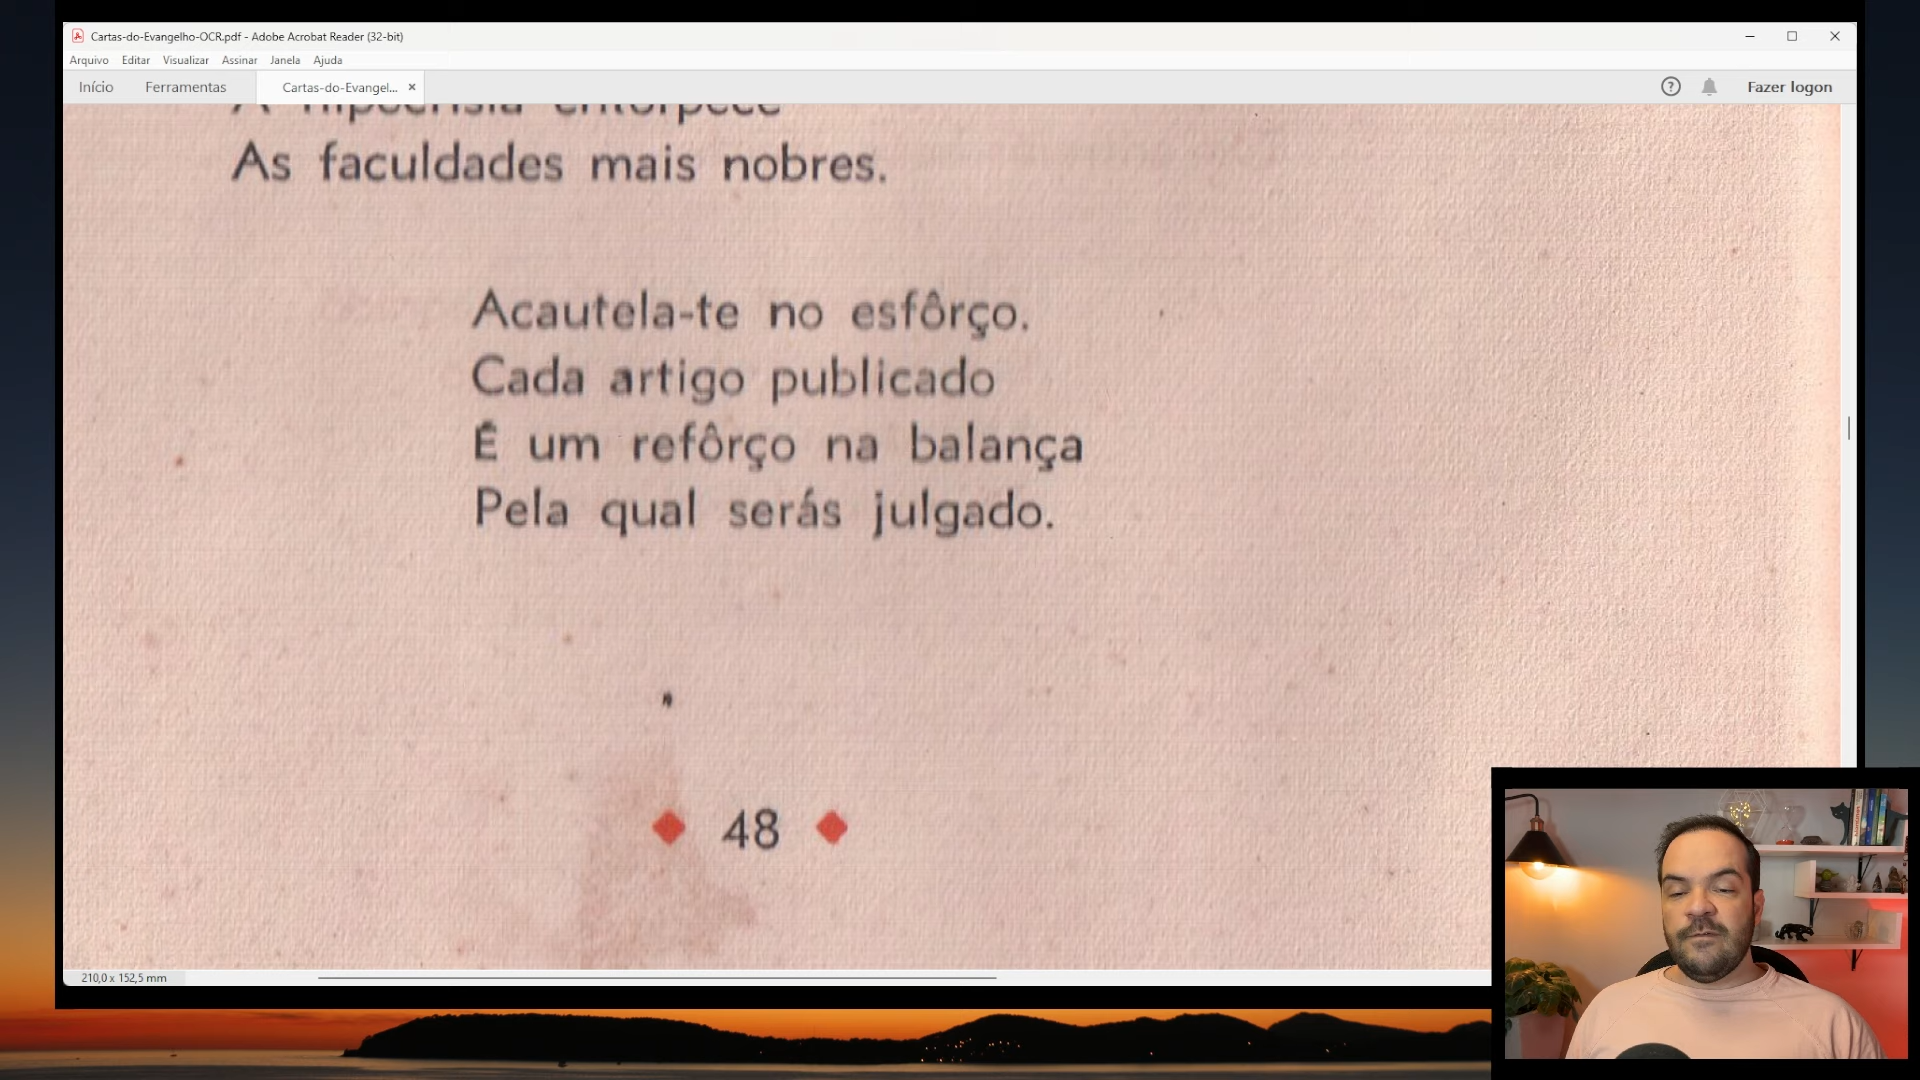 Cartas-do-Evangelho-OCR.pdf - Adobe Acrobat Reader (32-bit)
Arquivo Editar Visualizar Assinar Janela Ajuda
Início Ferramentas Cartas-do-Evangel... × ? Fazer logon
A hipocrisia entorpece
As faculdades mais nobres.
Acautela-te no esfôrço.
Cada artigo publicado
É um refôrço na balança
Pela qual serás julgado.
48
210,0 x 152,5 mm